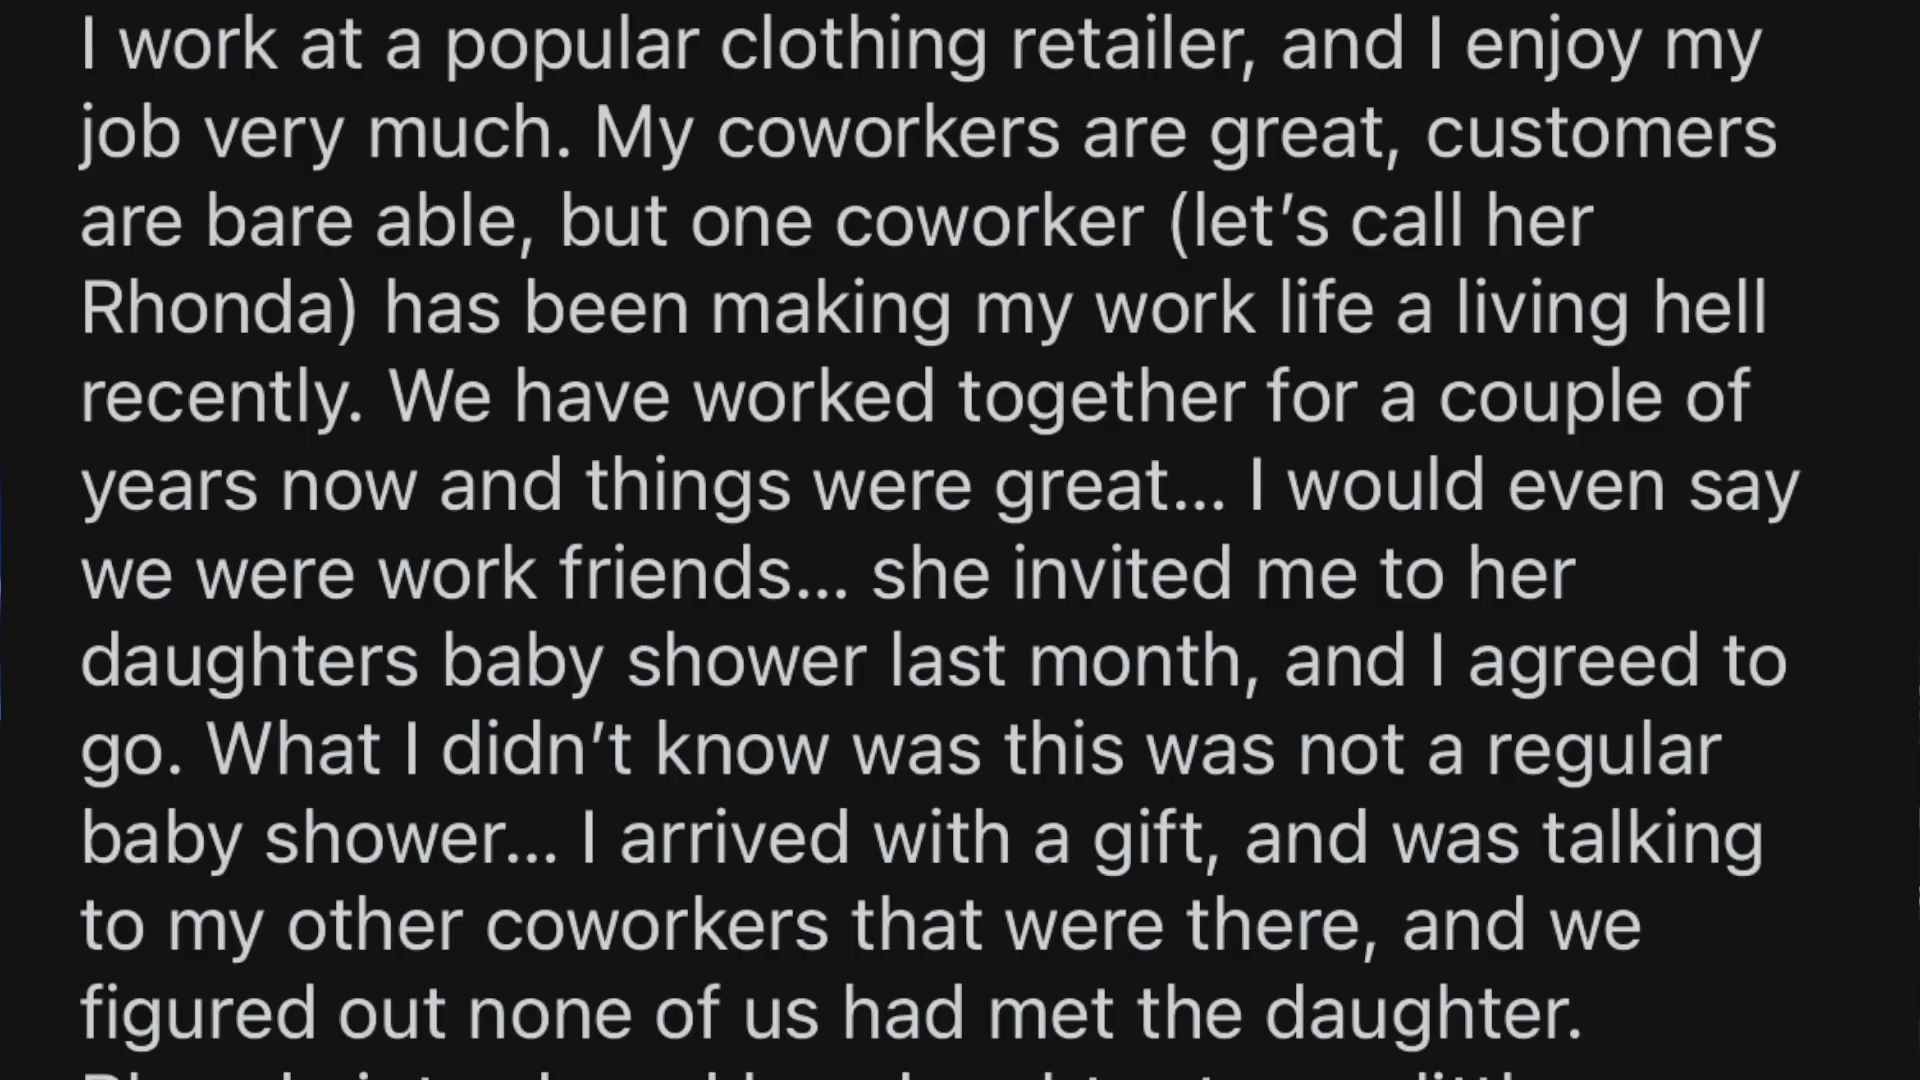 I work at a popular clothing retailer, and I enjoy my
job very much. My coworkers are great, customers
are bare able, but one coworker (let’s call her
Rhonda) has been making my work life a living hell
recently. We have worked together for a couple of
years now and things were great... I would even say
we were work friends... she invited me to her
daughters baby shower last month, and I agreed to
go. What I didn’t know was this was not a regular
baby shower... I arrived with a gift, and was talking
to my other coworkers that were there, and we
figured out none of us had met the daughter.